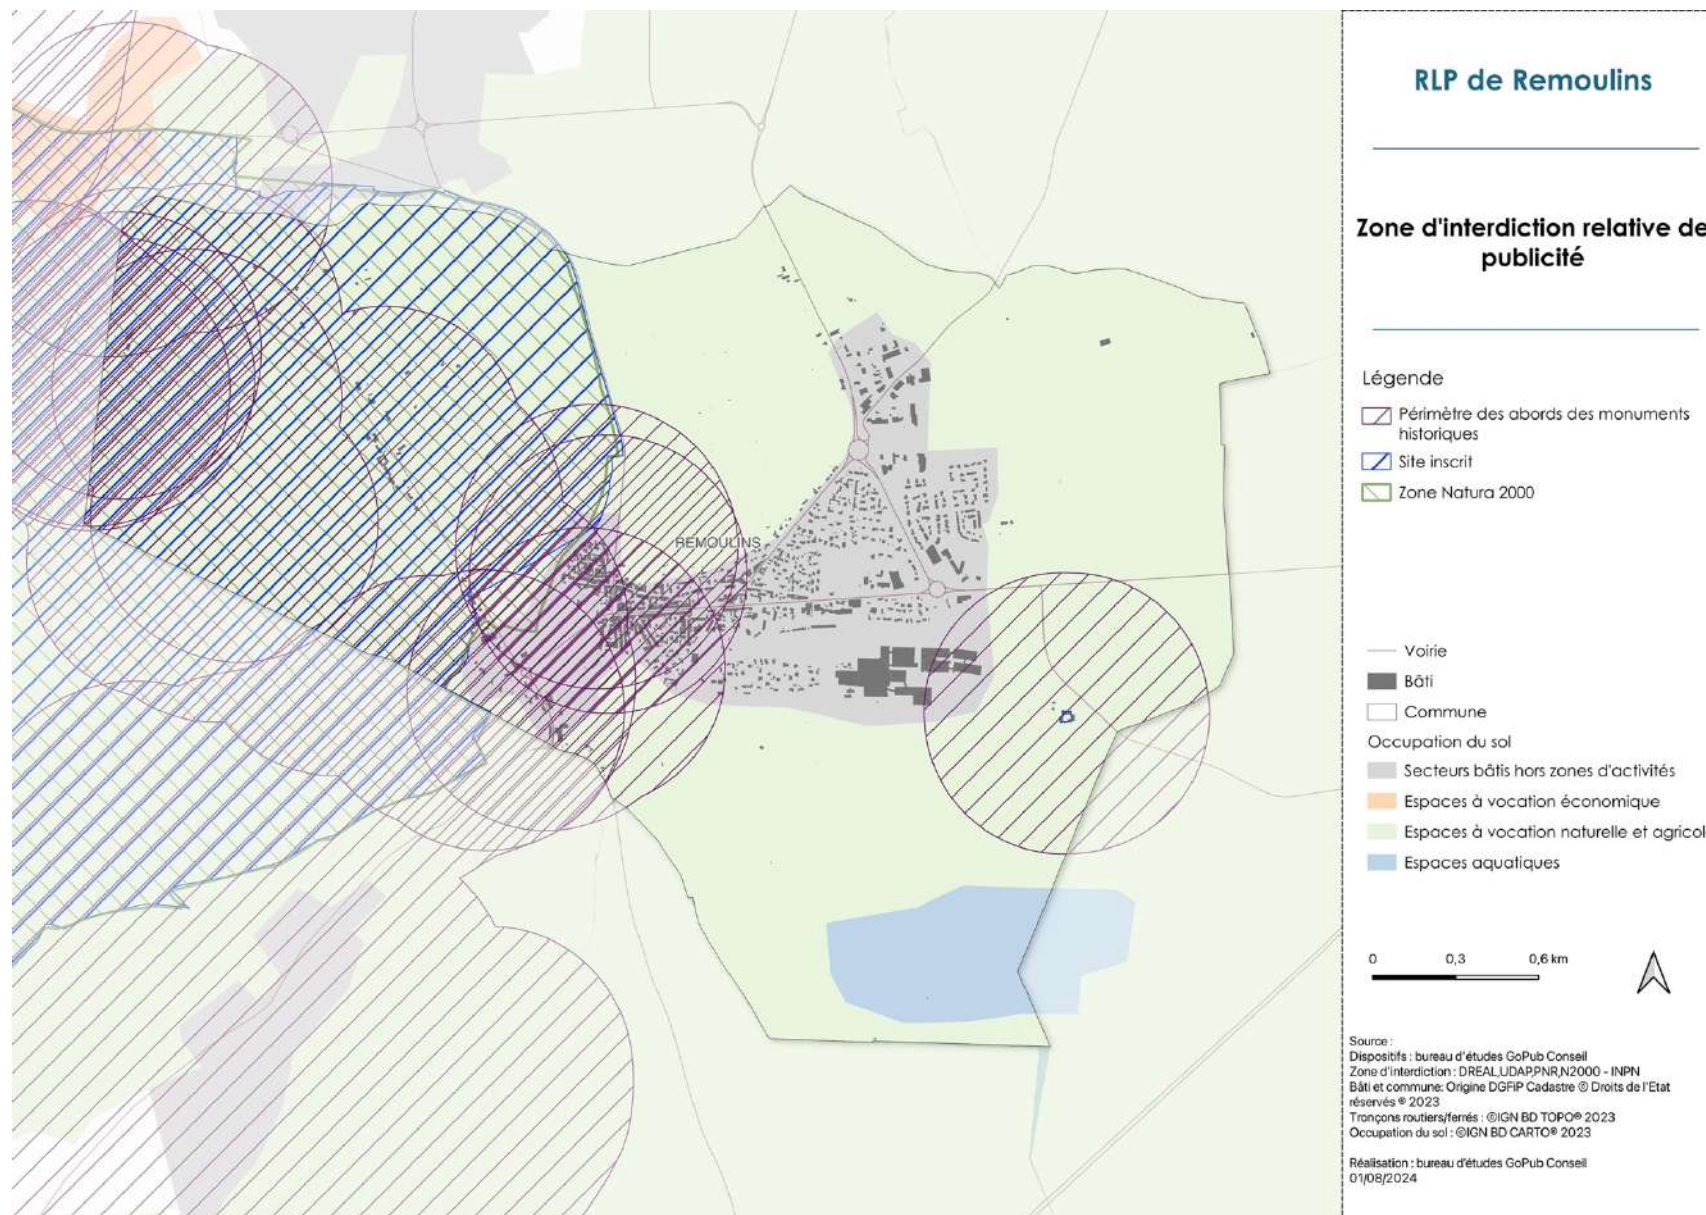 RLP de Remoulins
Zone d'interdiction relative de
publicité
Légende
Périmètre des abords des monuments
historiques
Site inscrit
Zone Natura 2000
REMOULINS
Voirie
Bâti
Commune
Occupation du sol
Secteurs bâtis hors zones d'activités
Espaces à vocation économique
Espaces à vocation naturelle et agricol
Espaces aquatiques
0 0,3 0,6 km
Source :
Dispositifs : bureau d'études GoPub Conseil
Zone d'interdiction : DREAL,UDAP,PNR,N2000 - INPN
Bâti et commune: Origine DGFiP Cadastre © Droits de l'Etat
réservés ® 2023
Tronçons routiers/ferrés : ©IGN BD TOPO® 2023
Occupation du sol : ©IGN BD CARTO® 2023
Réalisation : bureau d'études GoPub Conseil
01/08/2024